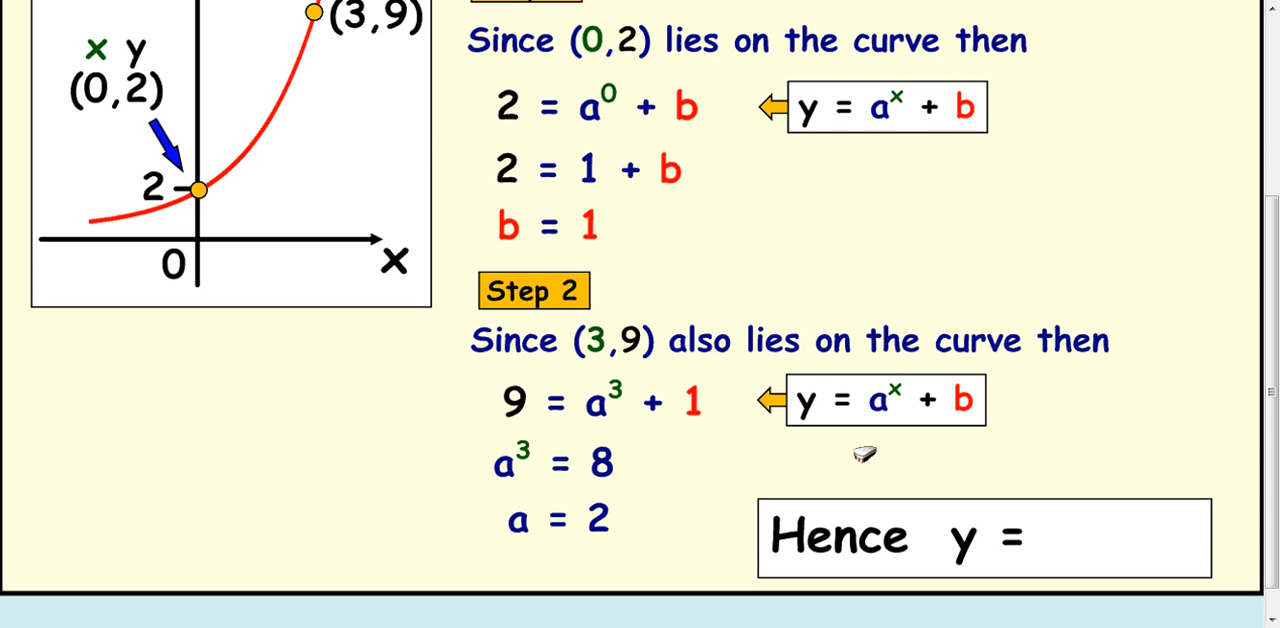 (3,9)
x y
(0,2)
2
0
x
Since (0,2) lies on the curve then
2 = a⁰ + b
y = aˣ + b
2 = 1 + b
b = 1
Step 2
Since (3,9) also lies on the curve then
9 = a³ + 1
y = aˣ + b
a³ = 8
a = 2
Hence y =